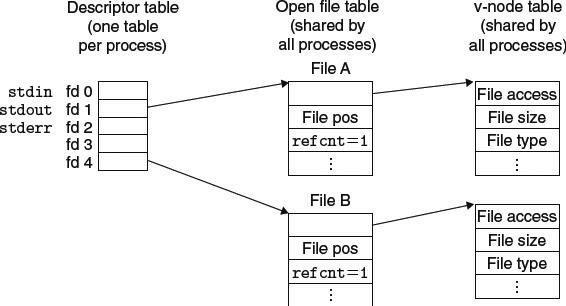 Descriptor table
(one table
per process)
Open file table
(shared by
all processes)
v-node table
(shared by
all processes)
File A
stdin fd 0
stdout fd 1
stderr fd 2
fd 3
fd 4
File pos
refcnt=1
⋮
File access
File size
File type
⋮
File B
File pos
refcnt=1
⋮
File access
File size
File type
⋮